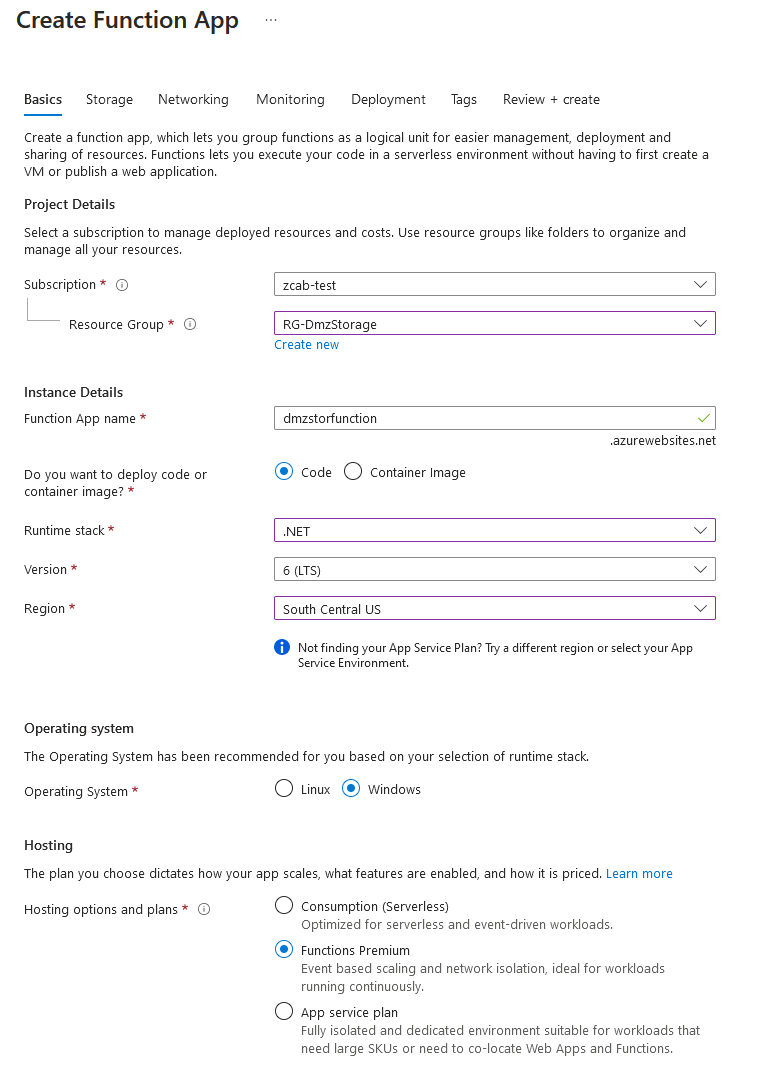 Create Function App ...
Basics Storage Networking Monitoring Deployment Tags Review + create
Create a function app, which lets you group functions as a logical unit for easier management, deployment and
sharing of resources. Functions lets you execute your code in a serverless environment without having to first create a
VM or publish a web application.
Project Details
Select a subscription to manage deployed resources and costs. Use resource groups like folders to organize and
manage all your resources.
Subscription * zcab-test
Resource Group * RG-DmzStorage
Create new
Instance Details
Function App name * dmzstorfunction
.azurewebsites.net
Do you want to deploy code or
container image? *
Code Container Image
Runtime stack * .NET
Version * 6 (LTS)
Region * South Central US
Not finding your App Service Plan? Try a different region or select your App
Service Environment.
Operating system
The Operating System has been recommended for you based on your selection of runtime stack.
Operating System * Linux Windows
Hosting
The plan you choose dictates how your app scales, what features are enabled, and how it is priced. Learn more
Hosting options and plans *
Consumption (Serverless)
Optimized for serverless and event-driven workloads.
Functions Premium
Event based scaling and network isolation, ideal for workloads
running continuously.
App service plan
Fully isolated and dedicated environment suitable for workloads that
need large SKUs or need to co-locate Web Apps and Functions.